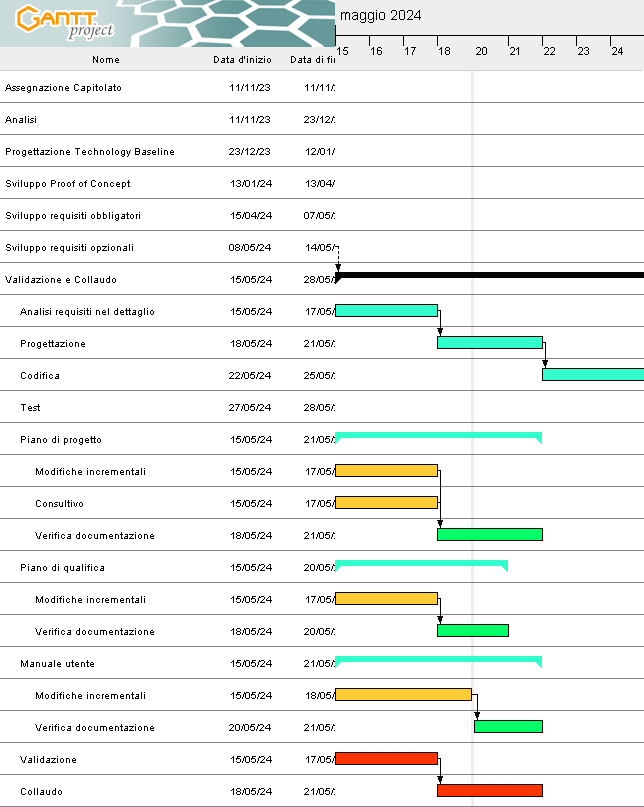 GANTT
project
maggio 2024
15 16 17 18 20 21 22 23 24
Nome Data d'inizio Data di fi
Assegnazione Capitolato 11/11/23 11/11/
Analisi 11/11/23 23/12/
Progettazione Technology Baseline 23/12/23 12/01/
Sviluppo Proof of Concept 13/01/24 13/04/
Sviluppo requisiti obbligatori 15/04/24 07/05/
Sviluppo requisiti opzionali 08/05/24 14/05/
Validazione e Collaudo 15/05/24 28/05/
Analisi requisiti nel dettaglio 15/05/24 17/05/
Progettazione 18/05/24 21/05/
Codifica 22/05/24 25/05/
Test 27/05/24 28/05/
Piano di progetto 15/05/24 21/05/
Modifiche incrementali 15/05/24 17/05/
Consultivo 15/05/24 17/05/
Verifica documentazione 18/05/24 21/05/
Piano di qualifica 15/05/24 20/05/
Modifiche incrementali 15/05/24 17/05/
Verifica documentazione 18/05/24 20/05/
Manuale utente 15/05/24 21/05/
Modifiche incrementali 15/05/24 18/05/
Verifica documentazione 20/05/24 21/05/
Validazione 15/05/24 17/05/
Collaudo 18/05/24 21/05/